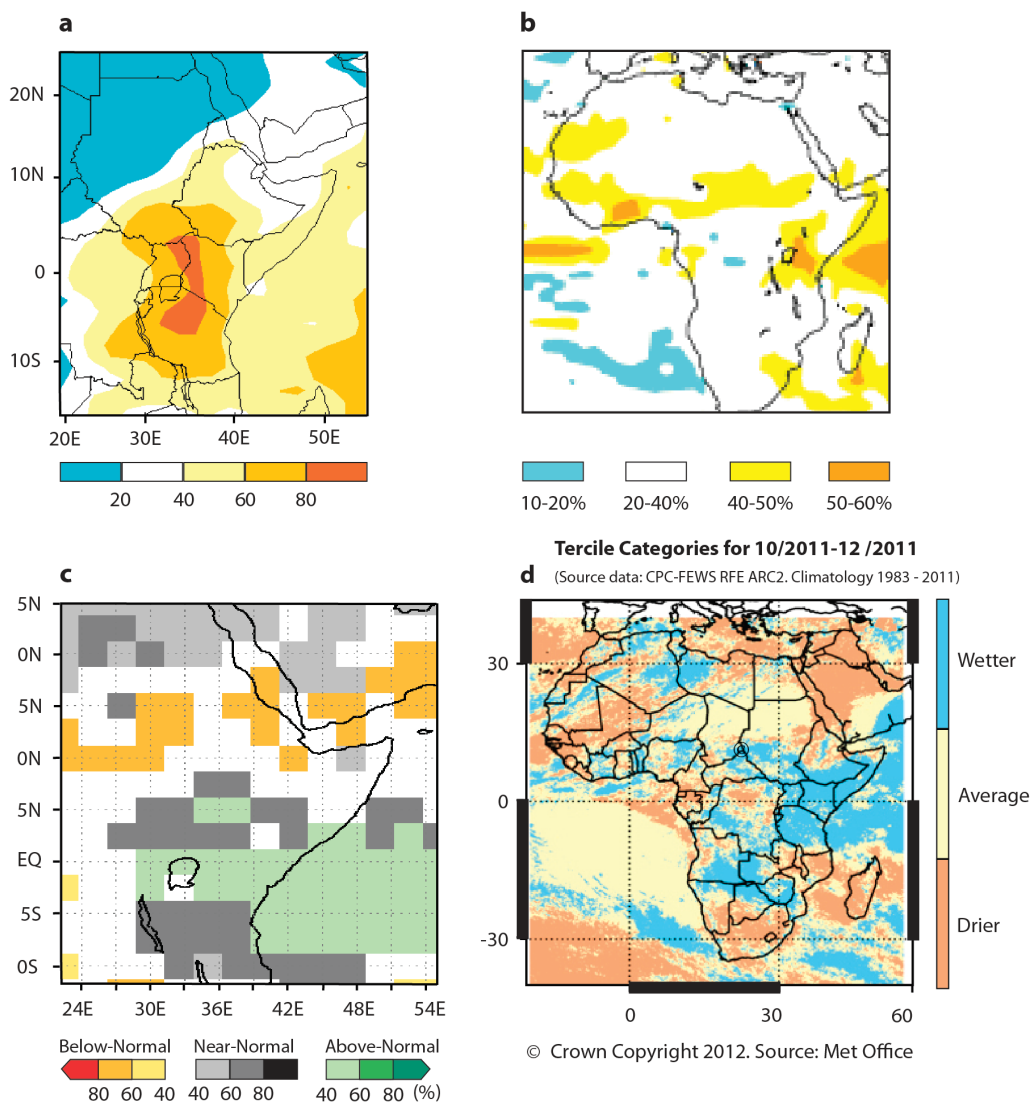 a
20N
10N
0
10S
20E 30E 40E 50E
20 40 60 80
b
10-20% 20-40% 40-50% 50-60%
c
5N
0N
5N
0N
5N
EQ
5S
0S
24E 30E 36E 42E 48E 54E
Below-Normal Near-Normal Above-Normal
80 60 40 40 60 80 40 60 80 (%)
Tercile Categories for 10/2011-12 /2011
d (Source data: CPC-FEWS RFE ARC2. Climatology 1983 - 2011)
30
0
-30
0 30 60
Wetter
Average
Drier
© Crown Copyright 2012. Source: Met Office